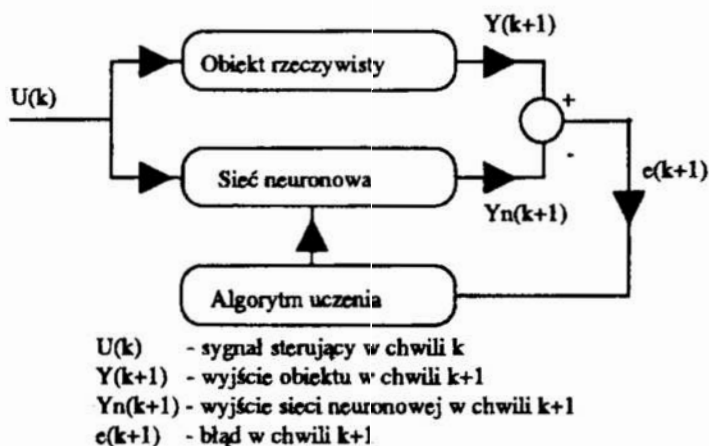 Y(k+1)
Obiekt rzeczywisty
U(k)
+
-
Sieć neuronowa
e(k+1)
Yn(k+1)
Algorytm uczenia
U(k) - sygnał sterujący w chwili k
Y(k+1) - wyjście obiektu w chwili k+1
Yn(k+1) - wyjście sieci neuronowej w chwili k+1
e(k+1) - błąd w chwili k+1